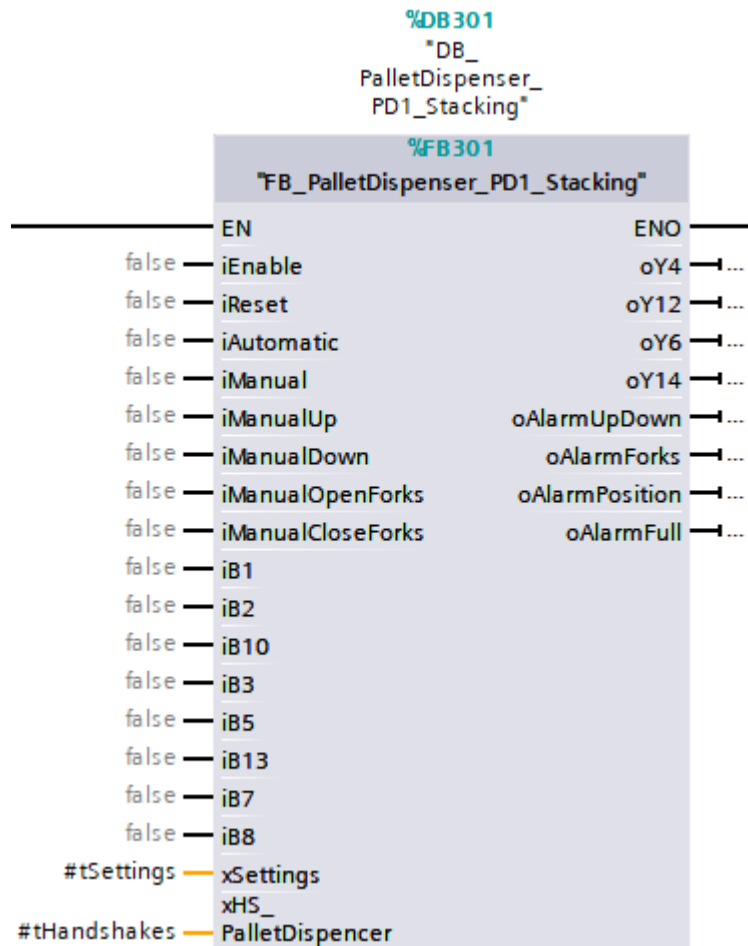 %DB301
"DB_
PalletDispenser_
PD1_Stacking"
%FB301
"FB_PalletDispenser_PD1_Stacking"
EN ENO
false iEnable oY4 ...
false iReset oY12 ...
false iAutomatic oY6 ...
false iManual oY14 ...
false iManualUp oAlarmUpDown ...
false iManualDown oAlarmForks ...
false iManualOpenForks oAlarmPosition ...
false iManualCloseForks oAlarmFull ...
false iB1
false iB2
false iB10
false iB3
false iB5
false iB13
false iB7
false iB8
#tSettings xSettings
xHS_
#tHandshakes PalletDispencer